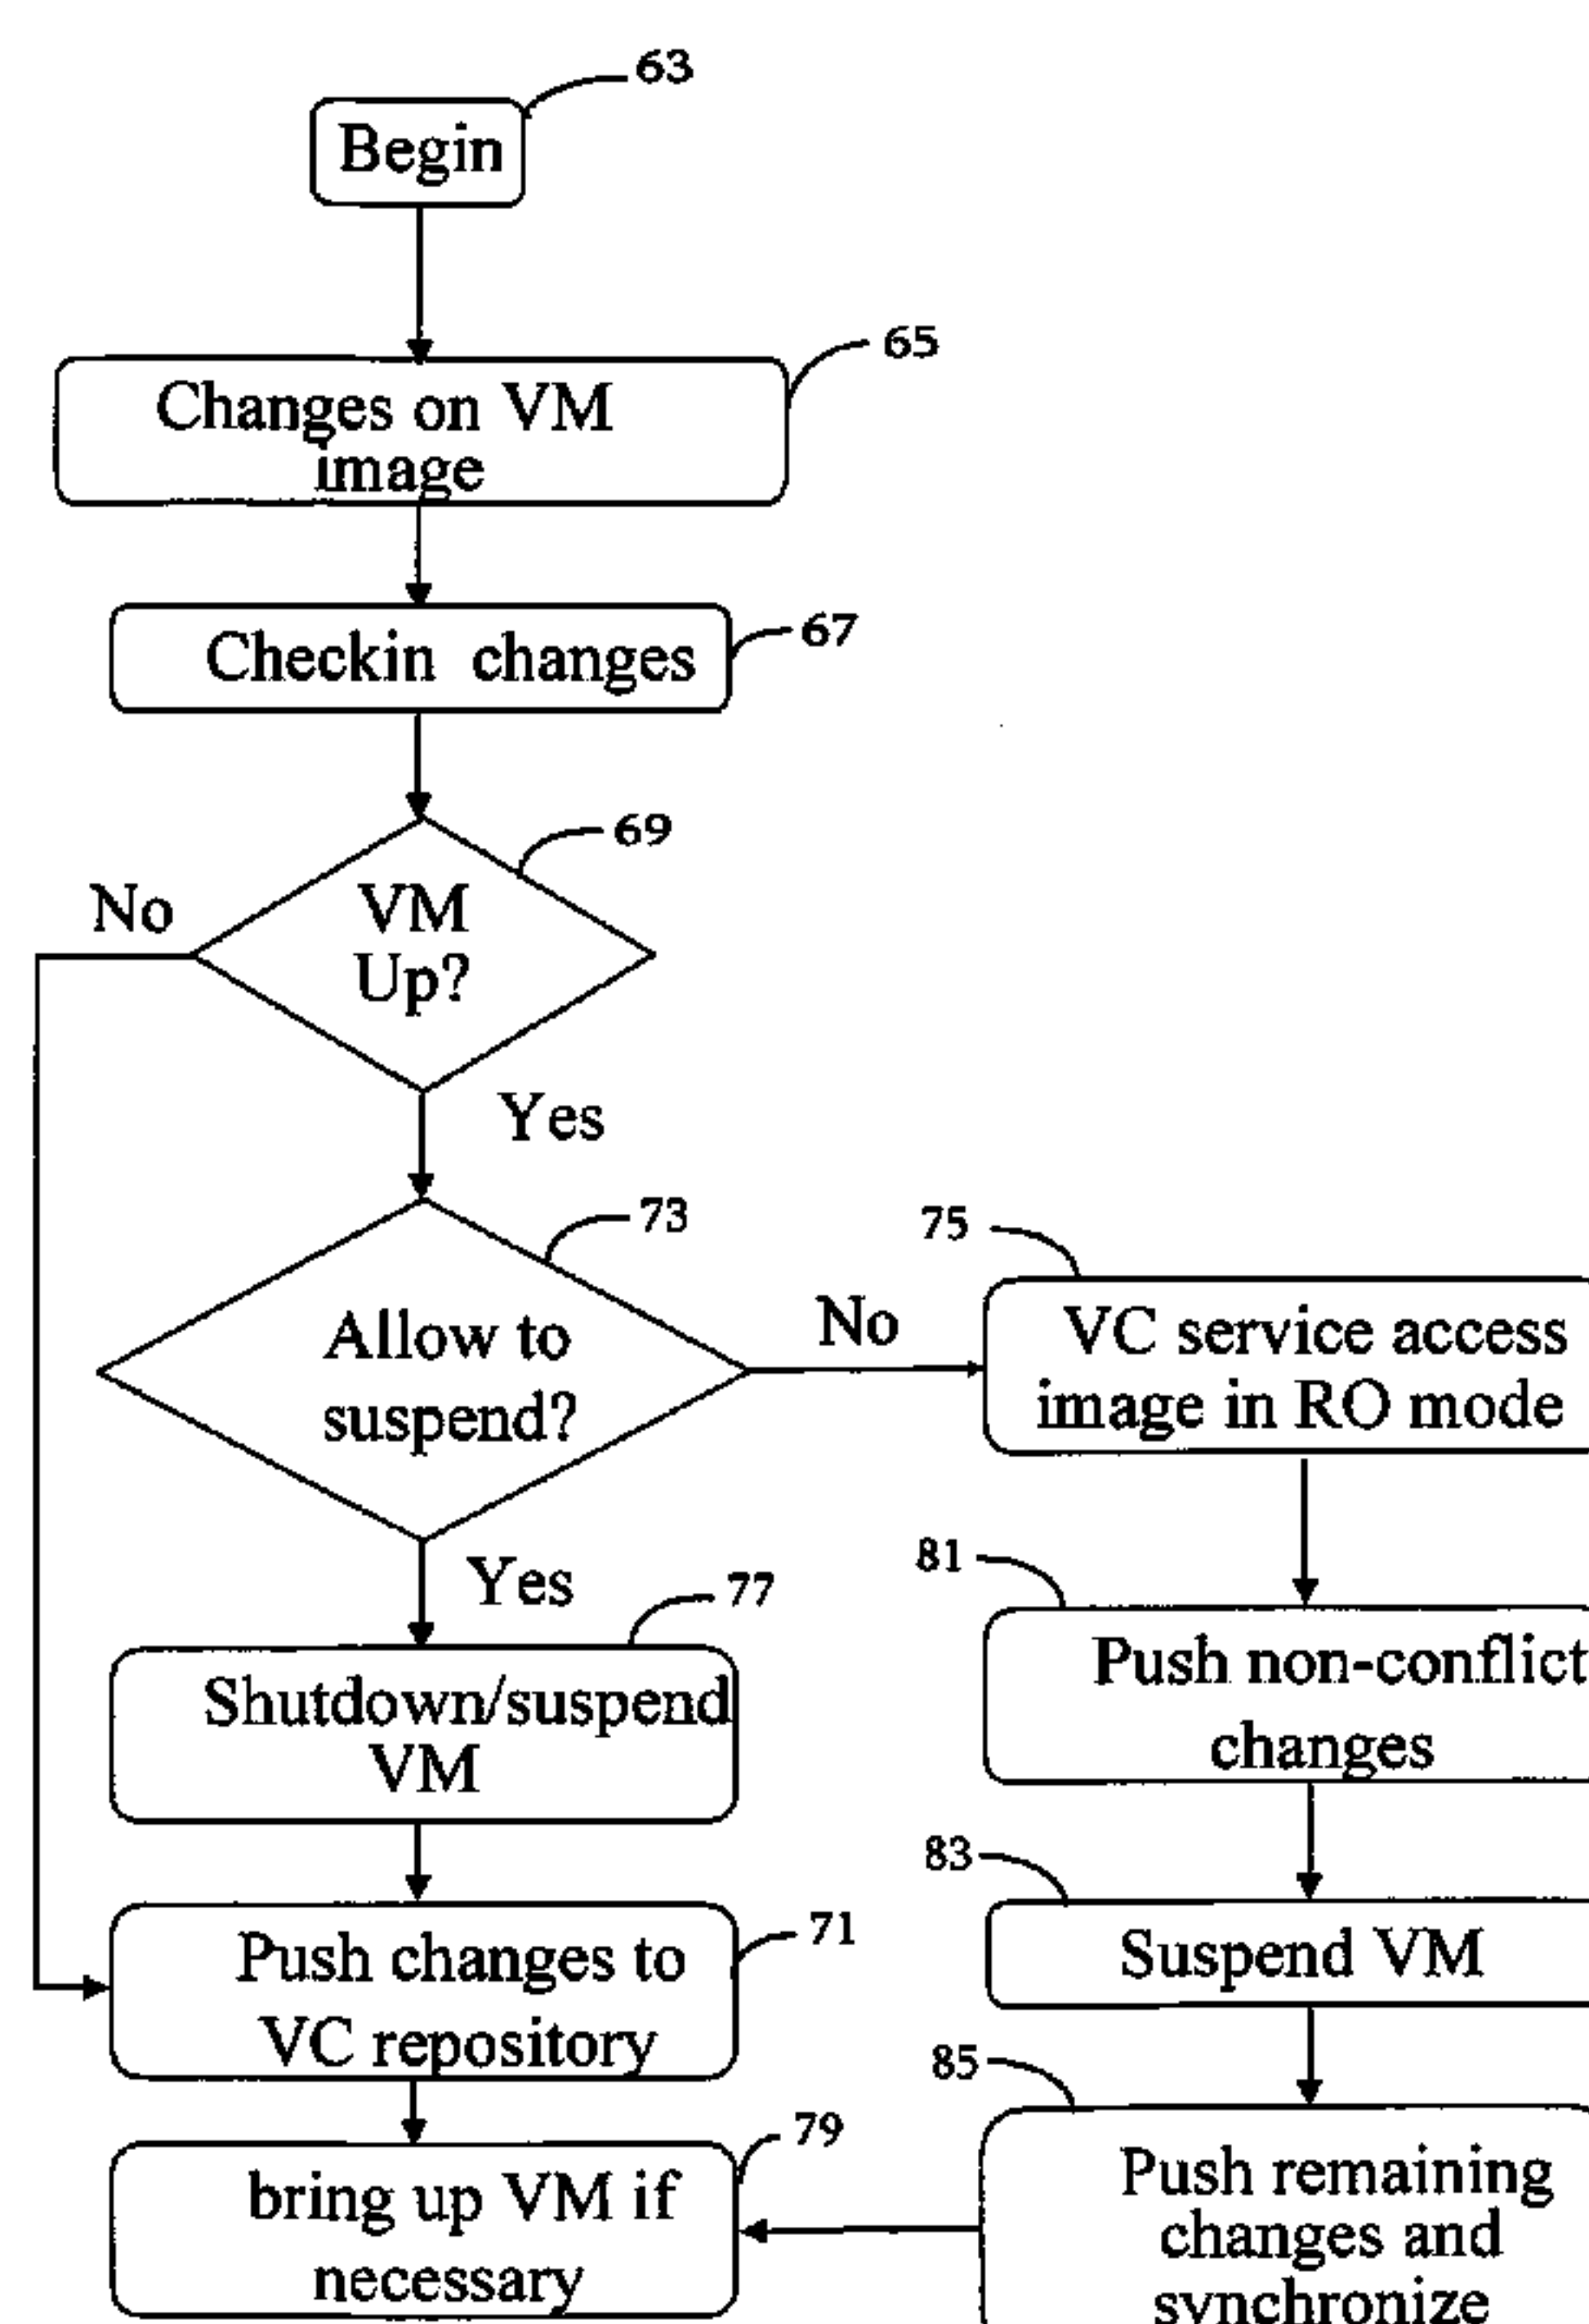 63
Begin
65
Changes on VM
image
67
Checkin changes
69
No
VM
Up?
Yes
73
Allow to
suspend?
No
75
VC service access
image in RO mode
Yes
77
Shutdown/suspend
VM
81
Push non-conflict
changes
83
Suspend VM
71
Push changes to
VC repository
85
Push remaining
changes and
synchronize
79
bring up VM if
necessary